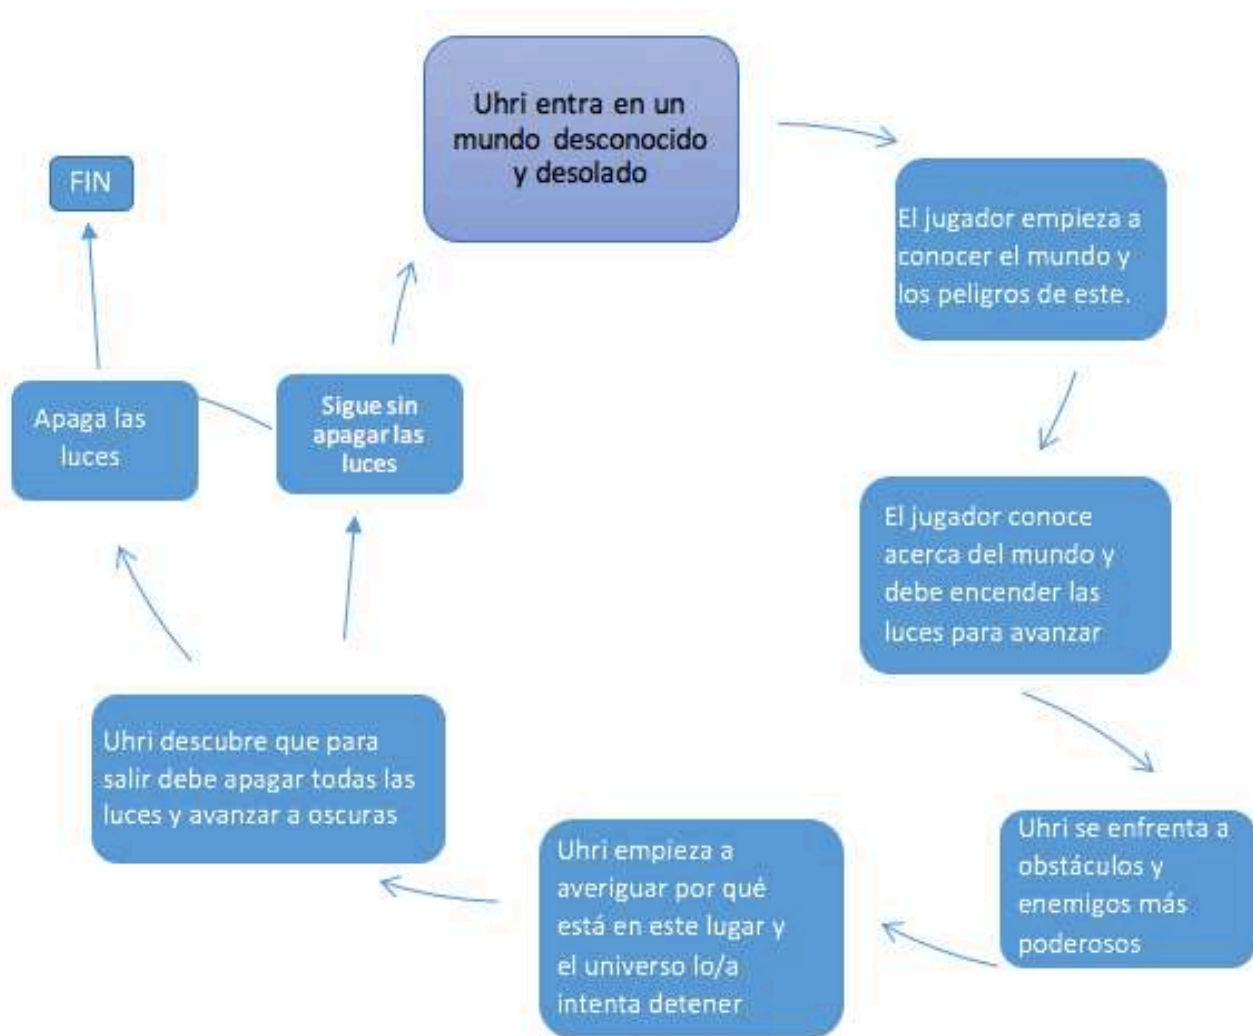 Uhri entra en un
mundo desconocido
y desolado
El jugador empieza a
conocer el mundo y
los peligros de este.
El jugador conoce
acerca del mundo y
debe encender las
luces para avanzar
Uhri se enfrenta a
obstáculos y
enemigos más
poderosos
Uhri empieza a
averiguar por qué
está en este lugar y
el universo lo/a
intenta detener
Uhri descubre que para
salir debe apagar todas las
luces y avanzar a oscuras
Sigue sin
apagar las
luces
Apaga las
luces
FIN